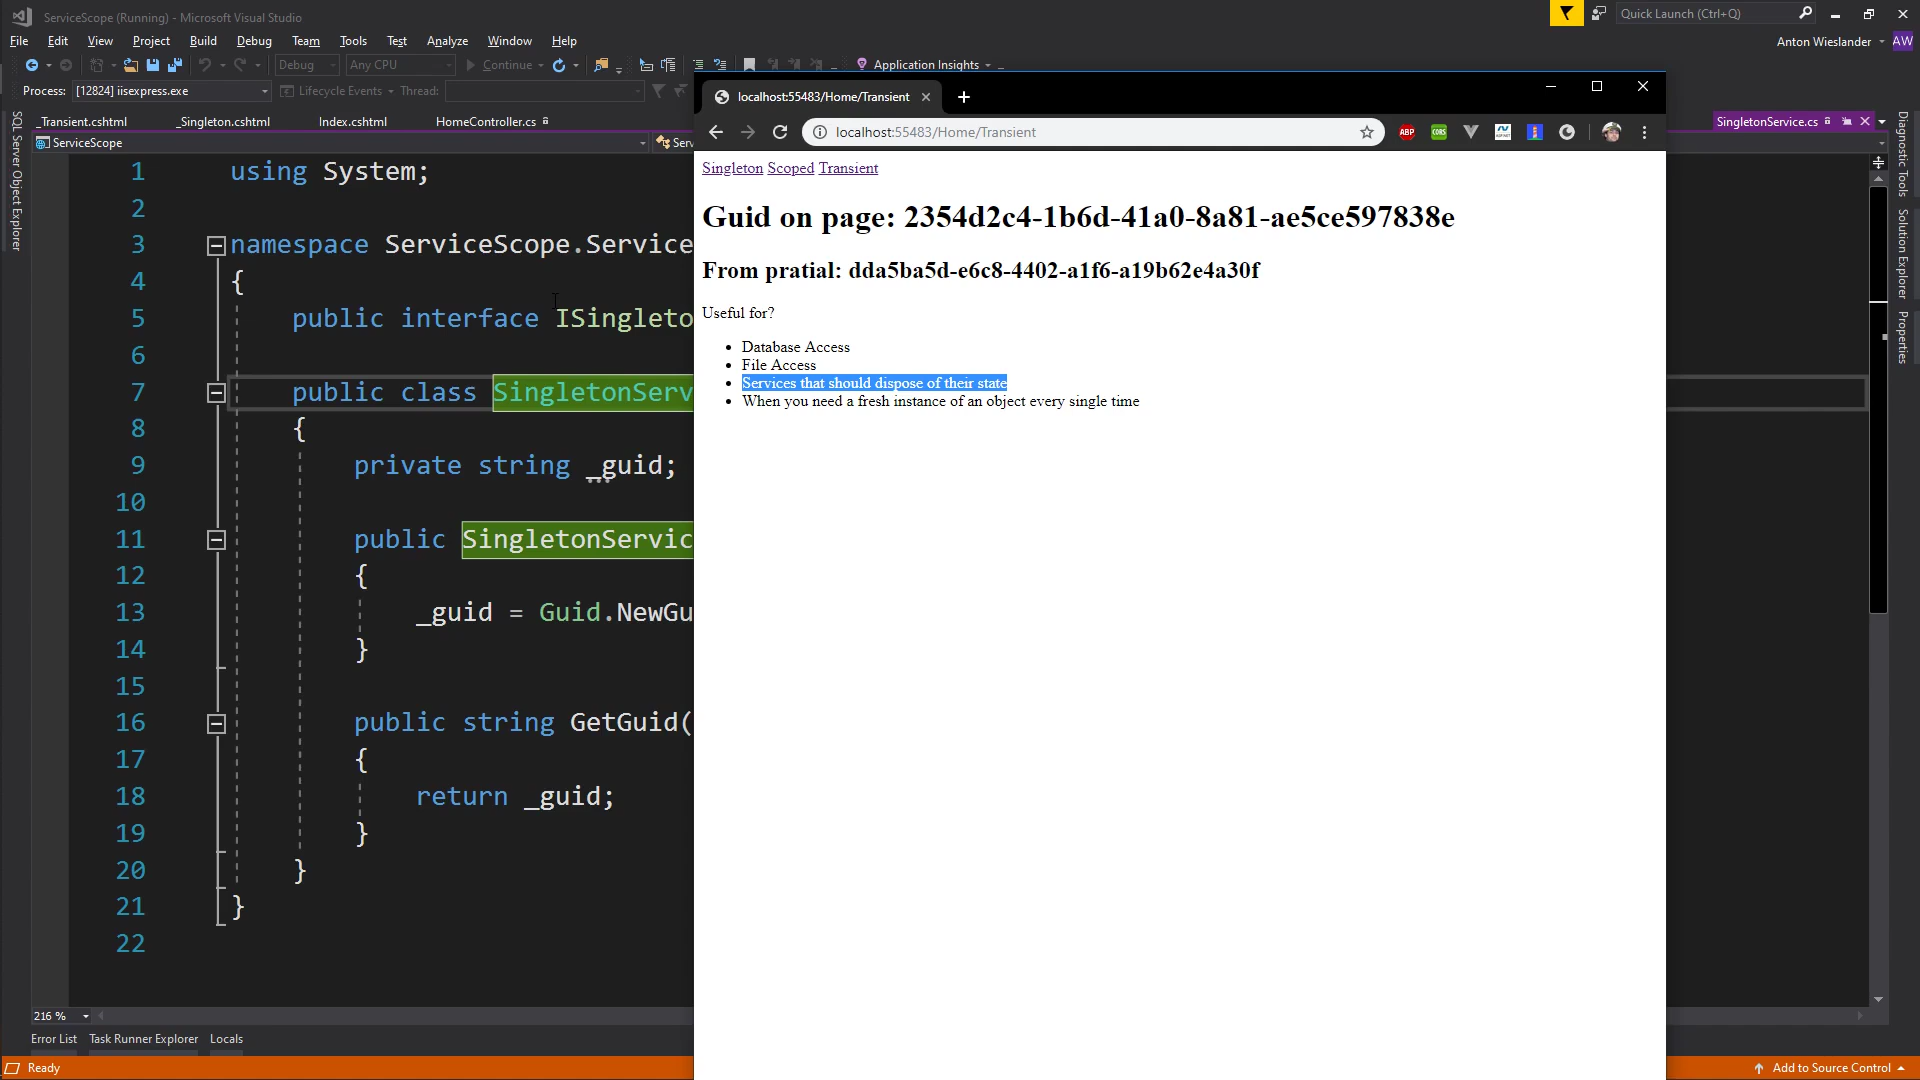 ServiceScope (Running) - Microsoft Visual Studio
Quick Launch (Ctrl+Q)
File Edit View Project Build Debug Team Tools Test Analyze Window Help
Anton Wieslander AW
Debug Any CPU Continue Application Insights
Process: [12824] iisexpress.exe Lifecycle Events Thread:
_Transient.cshtml _Singleton.cshtml Index.cshtml HomeController.cs
SingletonService.cs
ServiceScope
Serv
SQL Server Object Explorer
Diagnostic Tools
Solution Explorer
Properties
1 using System;
2
3 namespace ServiceScope.Service
4 {
5 public interface ISingleto
6
7 public class SingletonServ
8 {
9 private string _guid;
10
11 public SingletonServic
12 {
13 _guid = Guid.NewGu
14 }
15
16 public string GetGuid(
17 {
18 return _guid;
19 }
20 }
21 }
22
216 %
Error List Task Runner Explorer Locals
Ready
Add to Source Control
localhost:55483/Home/Transient
localhost:55483/Home/Transient
ABP
CORS
Singleton Scoped Transient
Guid on page: 2354d2c4-1b6d-41a0-8a81-ae5ce597838e
From pratial: dda5ba5d-e6c8-4402-a1f6-a19b62e4a30f
Useful for?
• Database Access
• File Access
• Services that should dispose of their state
• When you need a fresh instance of an object every single time